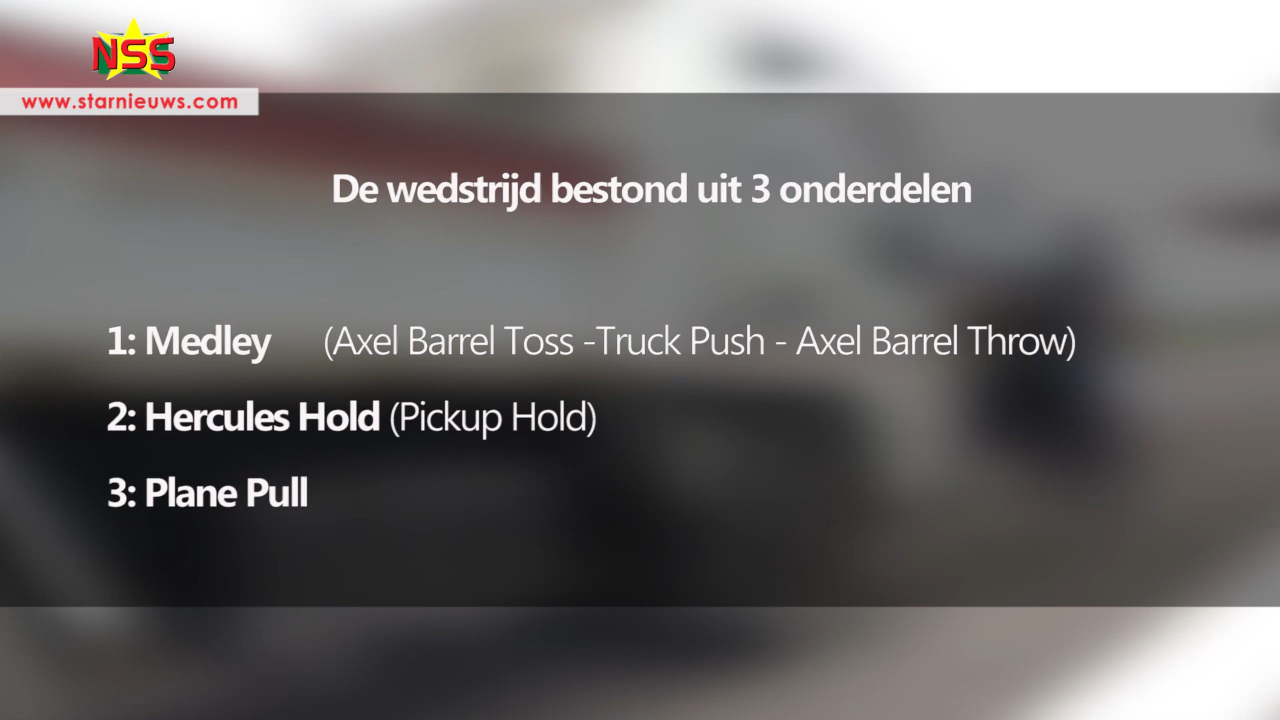 NSS
www.starnieuws.com
De wedstrijd bestond uit 3 onderdelen
1: Medley (Axel Barrel Toss -Truck Push - Axel Barrel Throw)
2: Hercules Hold (Pickup Hold)
3: Plane Pull